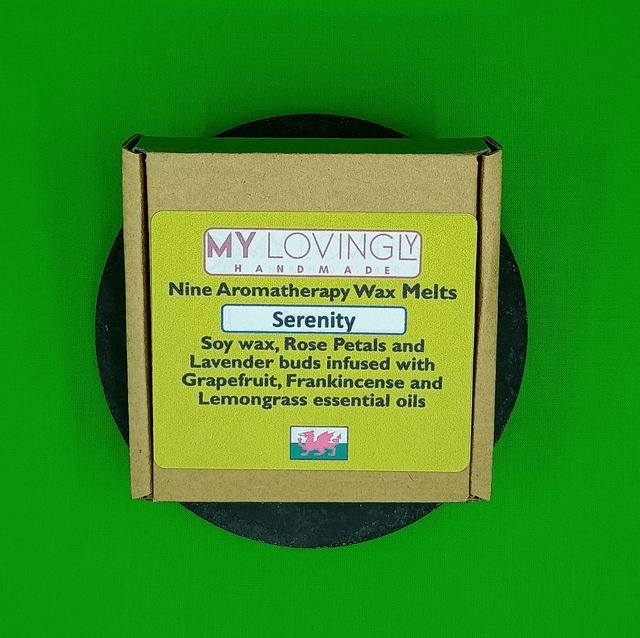 MY LOVINGLY
HANDMADE
Nine Aromatherapy Wax Melts
Serenity
Soy wax, Rose Petals and
Lavender buds infused with
Grapefruit, Frankincense and
Lemongrass essential oils